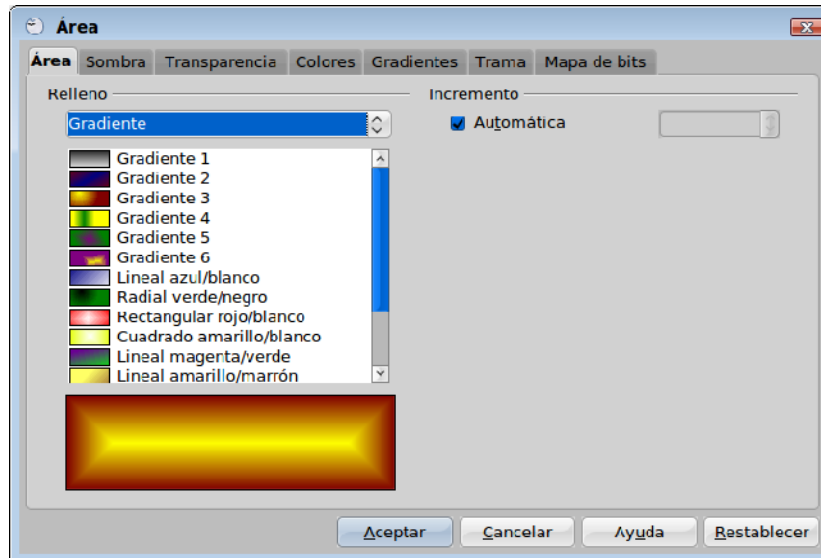 Área
Área Sombra Transparencia Colores Gradientes Trama Mapa de bits
Relleno
Gradiente
Gradiente 1
Gradiente 2
Gradiente 3
Gradiente 4
Gradiente 5
Gradiente 6
Lineal azul/blanco
Radial verde/negro
Rectangular rojo/blanco
Cuadrado amarillo/blanco
Lineal magenta/verde
Lineal amarillo/marrón
Incremento
Automática
Aceptar Cancelar Ayuda Restablecer